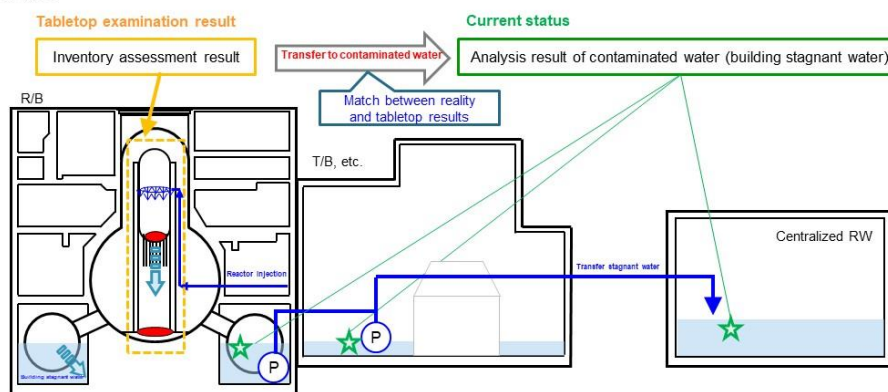 Tabletop examination result
Current status
Inventory assessment result
Transfer to contaminated water
Analysis result of contaminated water (building stagnant water)
Match between reality
and tabletop results
R/B
T/B, etc.
Centralized RW
Reactor Injection
Transfer stagnant water
P
P
Building stagnant water